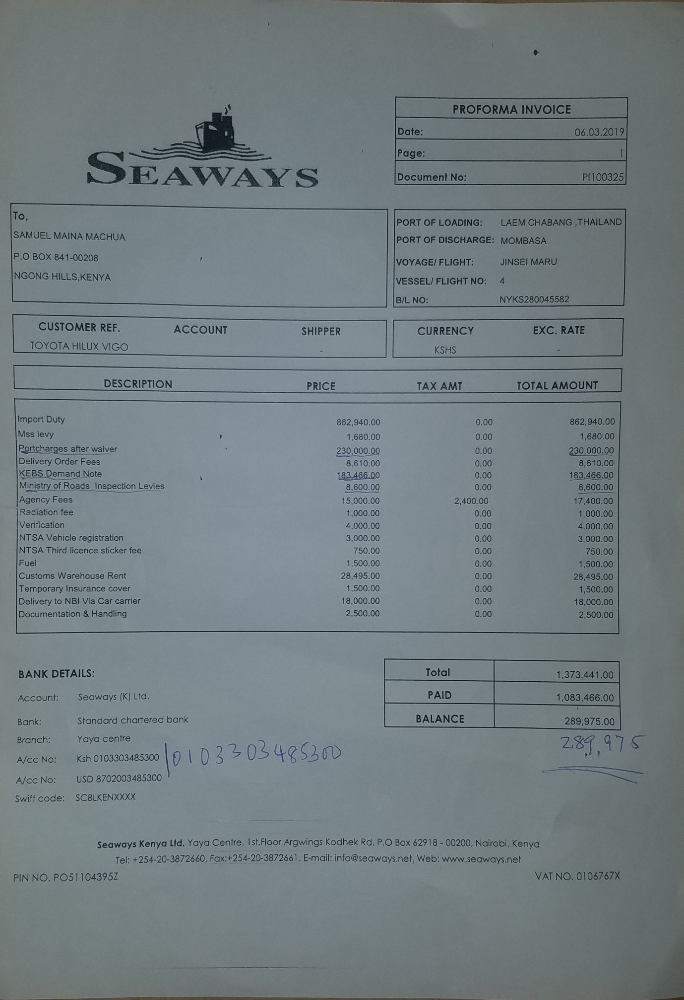 SEAWAYS
PROFORMA INVOICE
Date: 06.03.2019
Page: 1
Document No: PI100325
To,
SAMUEL MAINA MACHUA
P.O BOX 841-00208
NGONG HILLS,KENYA
PORT OF LOADING: LAEM CHABANG ,THAILAND
PORT OF DISCHARGE: MOMBASA
VOYAGE/ FLIGHT: JINSEI MARU
VESSEL/ FLIGHT NO: 4
B/L NO: NYKS280045582
CUSTOMER REF. ACCOUNT SHIPPER
TOYOTA HILUX VIGO -
CURRENCY EXC. RATE
KSHS -
DESCRIPTION PRICE TAX AMT TOTAL AMOUNT
Import Duty 862,940.00 0.00 862,940.00
Mss levy 1,680.00 0.00 1,680.00
Portcharges after waiver 230,000.00 0.00 230,000.00
Delivery Order Fees 8,610.00 0.00 8,610.00
KEBS Demand Note 183,466.00 0.00 183,466.00
Ministry of Roads Inspection Levies 8,600.00 0.00 8,600.00
Agency Fees 15,000.00 2,400.00 17,400.00
Radiation fee 1,000.00 0.00 1,000.00
Verification 4,000.00 0.00 4,000.00
NTSA Vehicle registration 3,000.00 0.00 3,000.00
NTSA Third licence sticker fee 750.00 0.00 750.00
Fuel 1,500.00 0.00 1,500.00
Customs Warehouse Rent 28,495.00 0.00 28,495.00
Temporary Insurance cover 1,500.00 0.00 1,500.00
Delivery to NBI Via Car carrier 18,000.00 0.00 18,000.00
Documentation & Handling 2,500.00 0.00 2,500.00
Total 1,373,441.00
PAID 1,083,466.00
BALANCE 289,975.00
289,975
BANK DETAILS:
Account: Seaways (K) Ltd.
Bank: Standard chartered bank
Branch: Yaya centre
A/cc No: Ksh 0103303485300 0103303485300
A/cc No: USD 8702003485300
Swift code: SCBLKENXXXX
Seaways Kenya Ltd. Yaya Centre, 1st.Floor Argwings Kodhek Rd. P.O Box 62918 - 00200, Nairobi, Kenya
Tel: +254-20-3872660, Fax:+254-20-3872661. E-mail: info@seaways.net, Web: www.seaways.net
PIN NO. PO51104395Z VAT NO. 0106767X